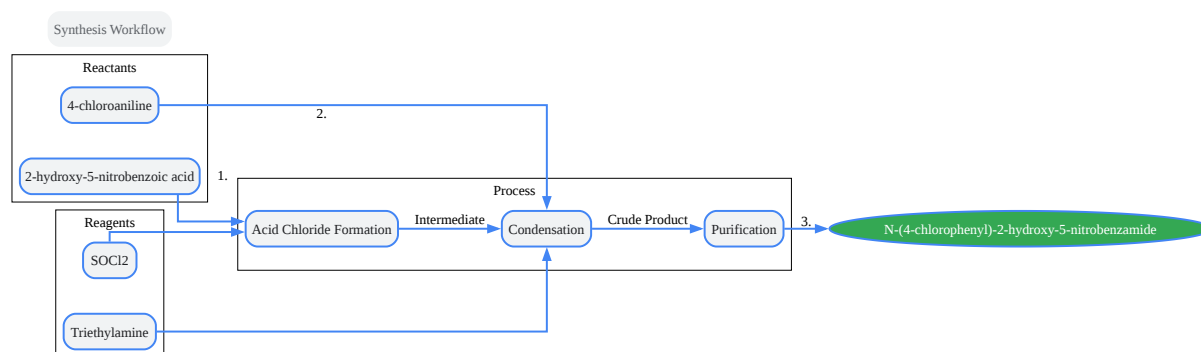 Synthesis Workflow
Reactants
4-chloroaniline
2.
2-hydroxy-5-nitrobenzoic acid
1.
Process
Reagents
Acid Chloride Formation
Intermediate
Condensation
Crude Product
Purification
3.
N-(4-chlorophenyl)-2-hydroxy-5-nitrobenzamide
SOCl2
Triethylamine